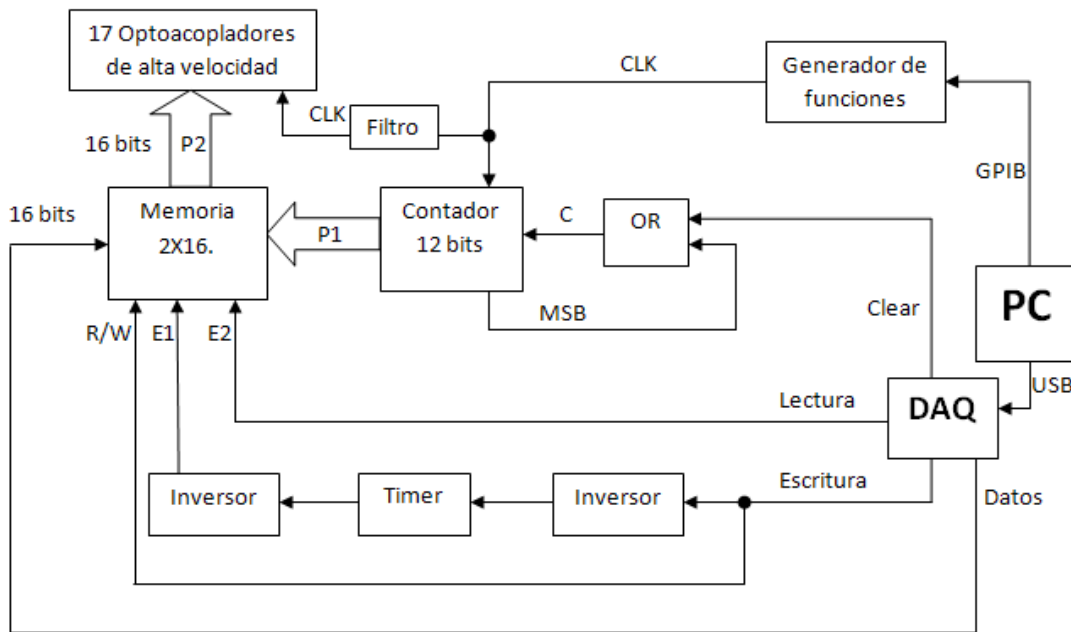 17 Optoacopladores
de alta velocidad
CLK
Generador de
funciones
CLK
Filtro
16 bits
P2
GPIB
16 bits
Memoria
2X16.
P1
Contador
12 bits
C
OR
MSB
Clear
PC
R/W
E1
E2
USB
Lectura
DAQ
Escritura
Inversor
Timer
Inversor
Datos